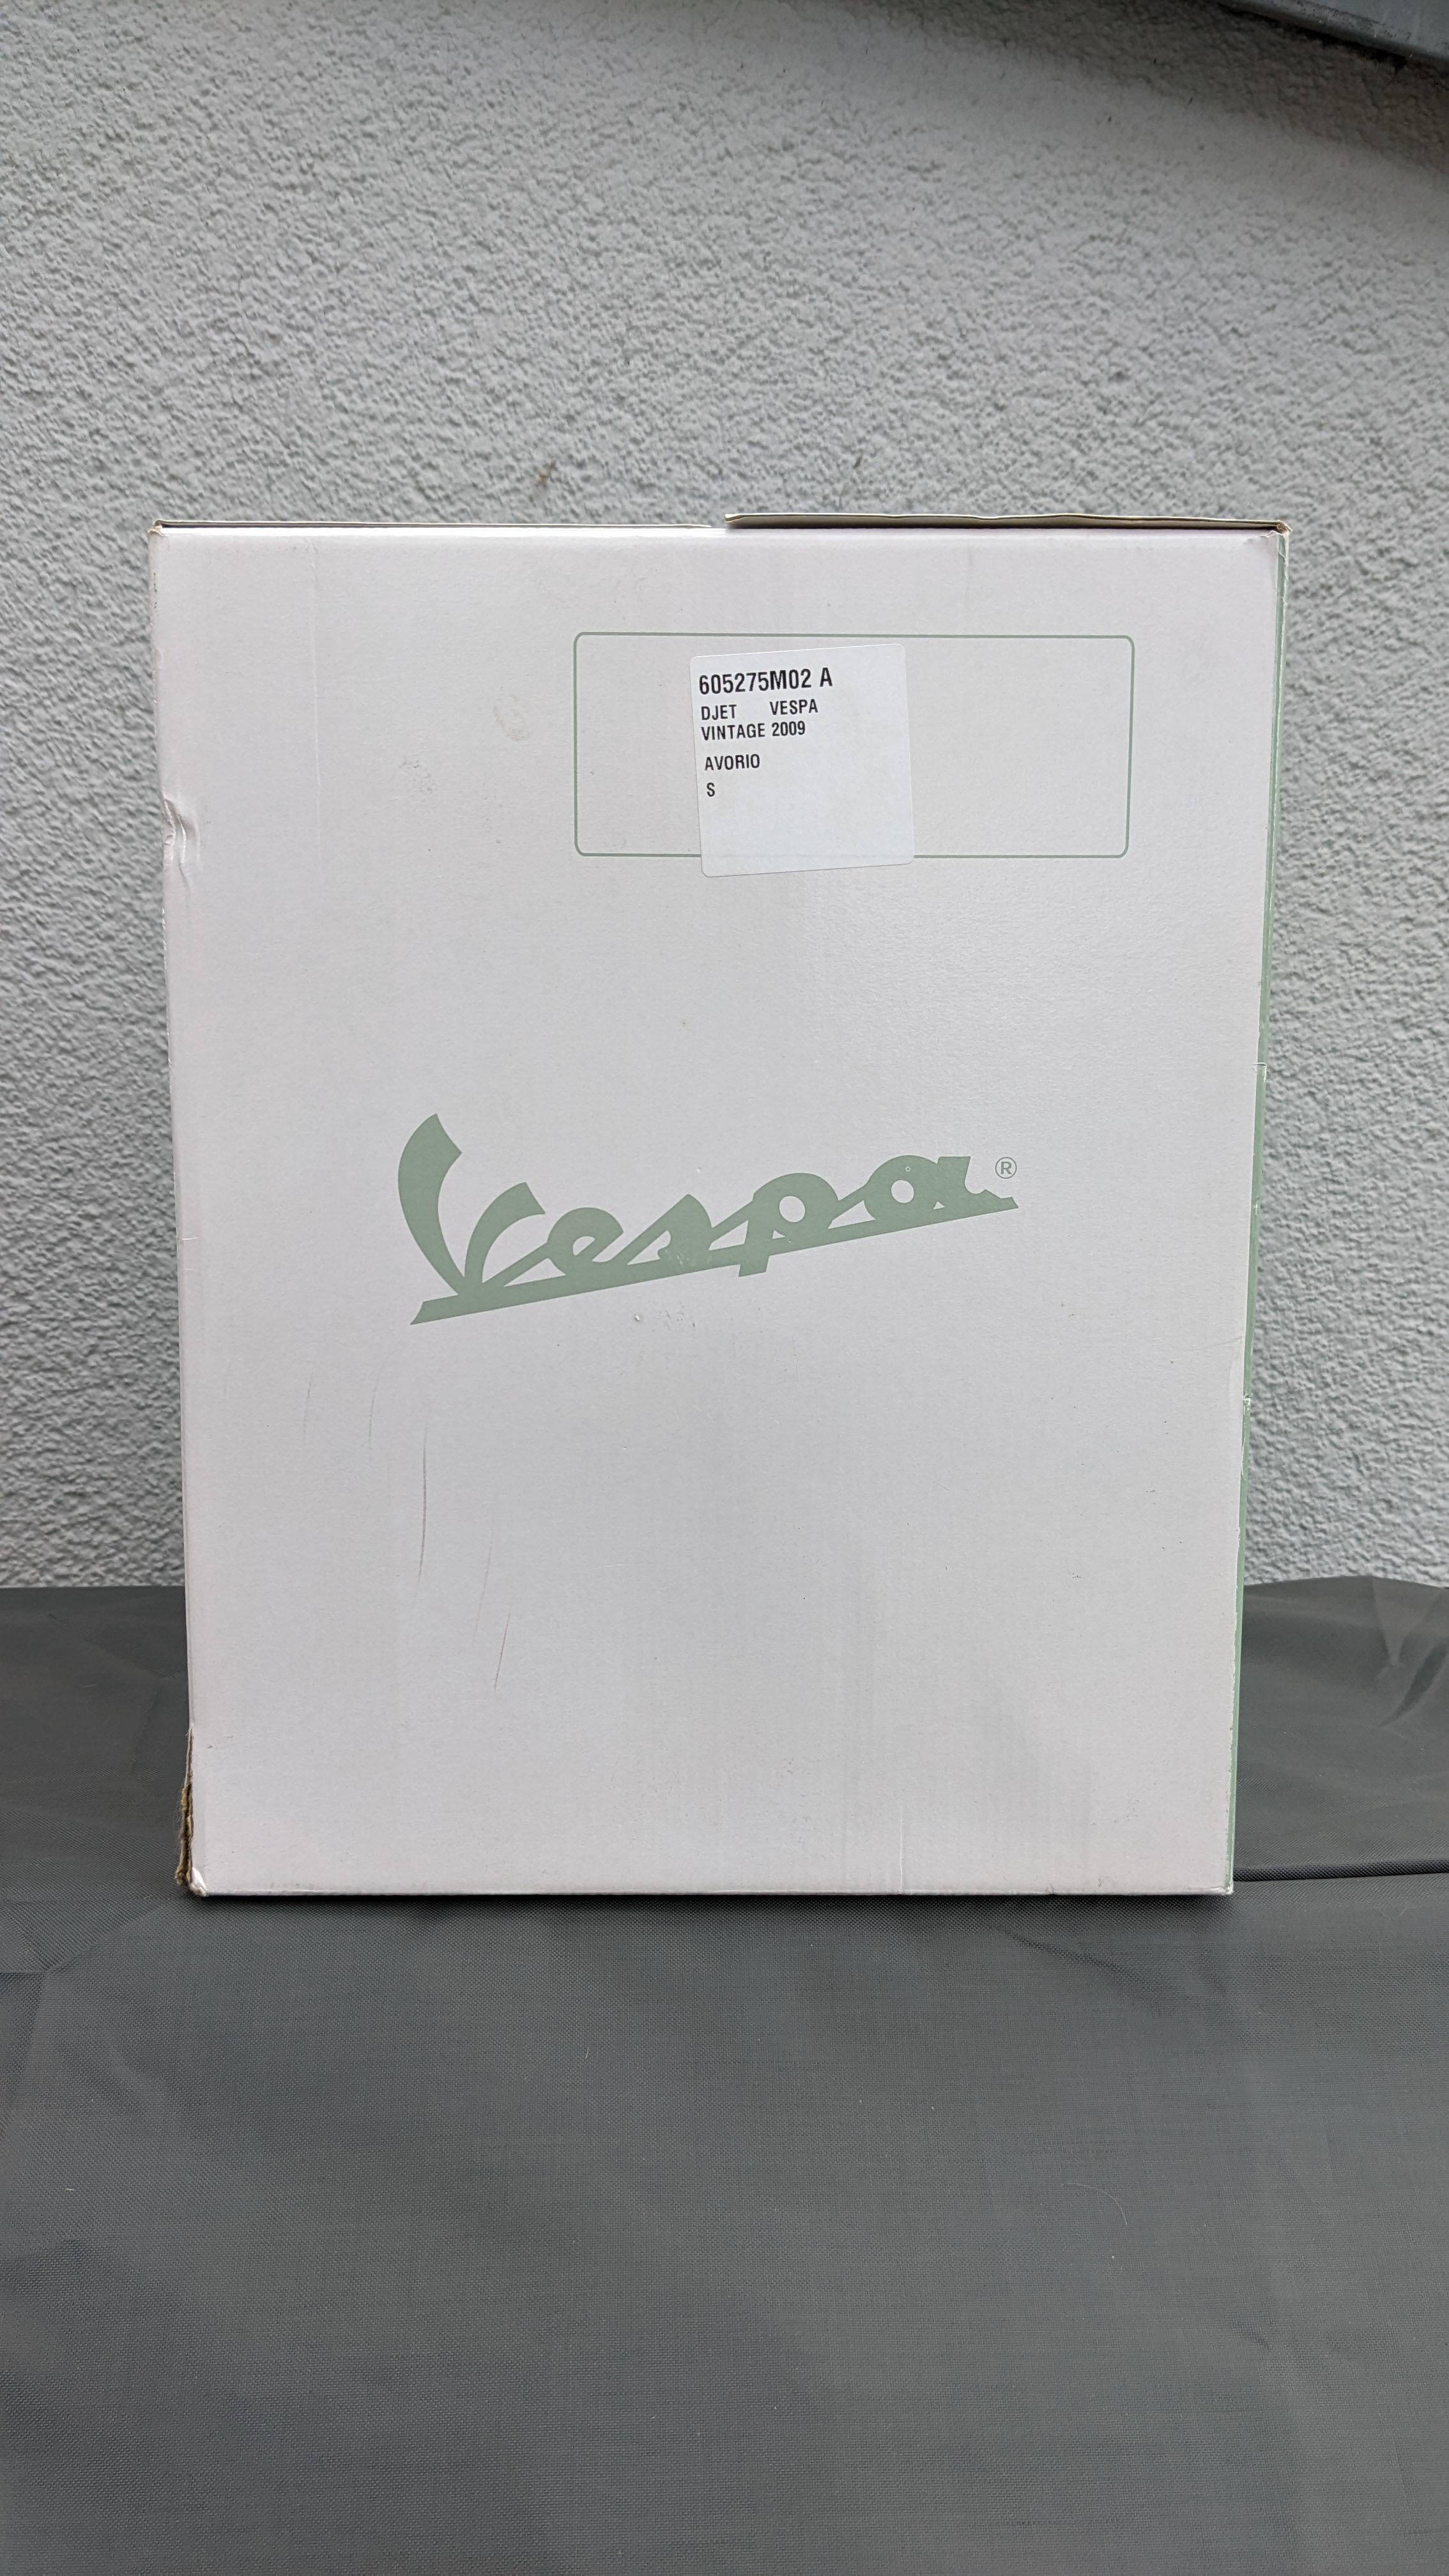 605275M02 A
DJET VESPA
VINTAGE 2009
AVORIO
S
Vespa ®